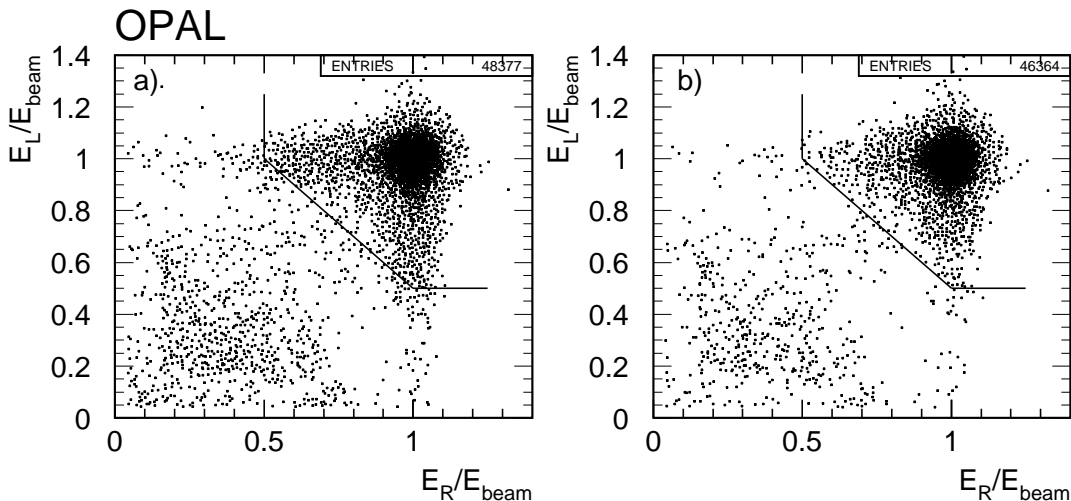 OPAL
a).
ENTRIES 48377
E_L/E_beam
1.4
1.2
1
0.8
0.6
0.4
0.2
0
0 0.5 1
E_R/E_beam
b)
ENTRIES 46364
E_L/E_beam
1.4
1.2
1
0.8
0.6
0.4
0.2
0
0 0.5 1
E_R/E_beam